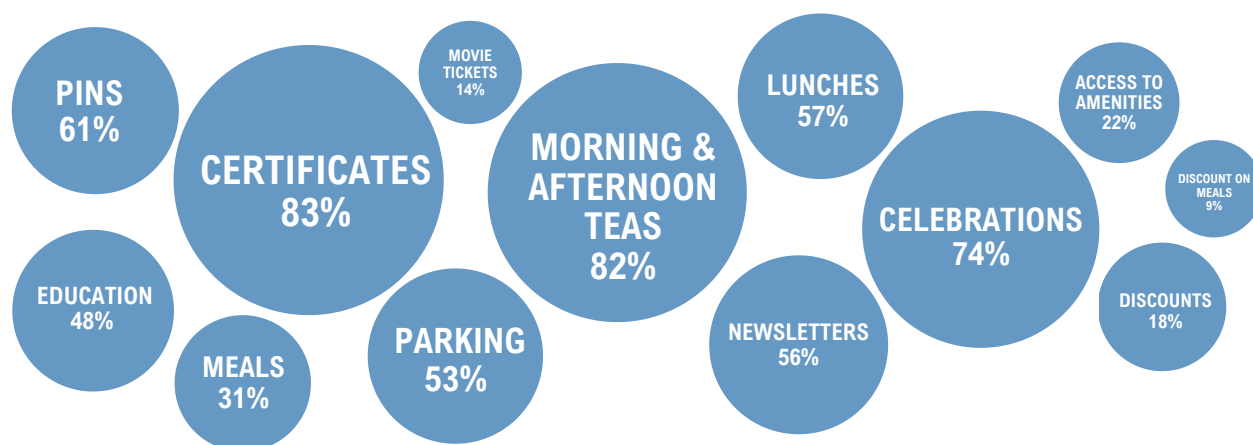 PINS
61%
CERTIFICATES
83%
MOVIE
TICKETS
14%
MORNING &
AFTERNOON
TEAS
82%
LUNCHES
57%
CELEBRATIONS
74%
ACCESS TO
AMENITIES
22%
DISCOUNT ON
MEALS
9%
EDUCATION
48%
MEALS
31%
PARKING
53%
NEWSLETTERS
56%
DISCOUNTS
18%